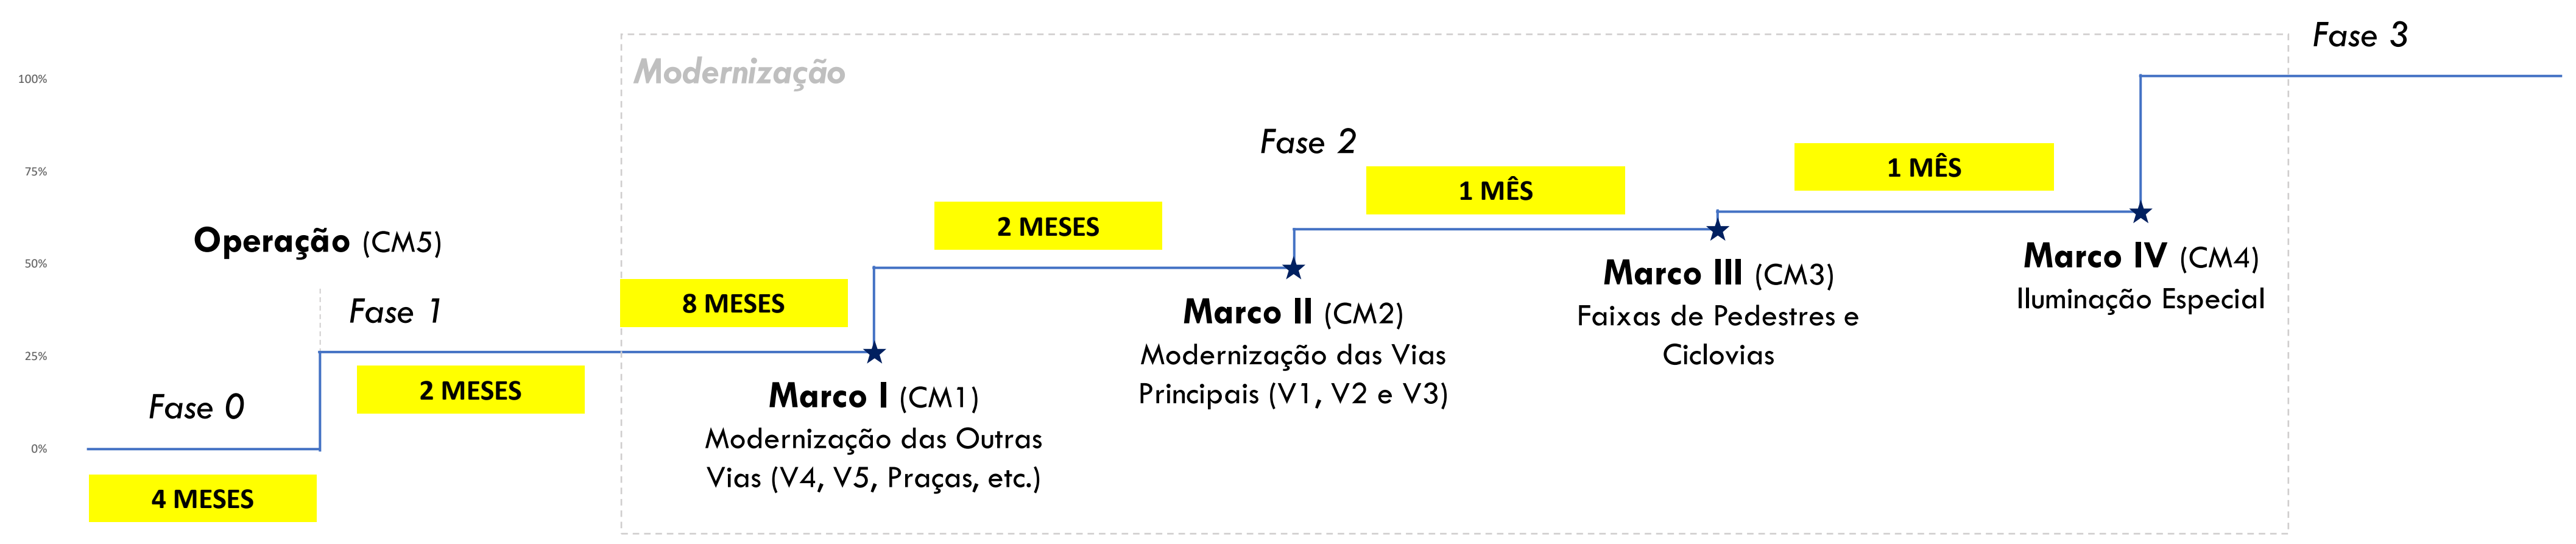 Fase 3
Modernização
100%
Fase 2
75%
1 MÊS
1 MÊS
2 MESES
Operação (CM5)
50%
8 MESES
Fase 1
Marco IV (CM4)
Iluminação Especial
Marco III (CM3)
Faixas de Pedestres e
Ciclovias
Marco II (CM2)
Modernização das Vias
Principais (V1, V2 e V3)
25%
2 MESES
Fase 0
Marco I (CM1)
Modernização das Outras
Vias (V4, V5, Praças, etc.)
0%
4 MESES